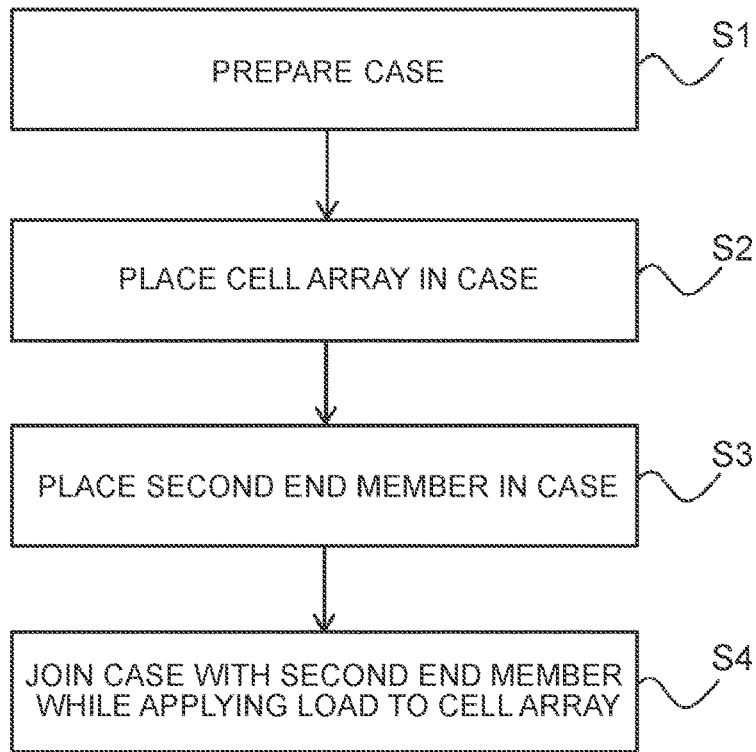 S1
PREPARE CASE
S2
PLACE CELL ARRAY IN CASE
S3
PLACE SECOND END MEMBER IN CASE
S4
JOIN CASE WITH SECOND END MEMBER
WHILE APPLYING LOAD TO CELL ARRAY